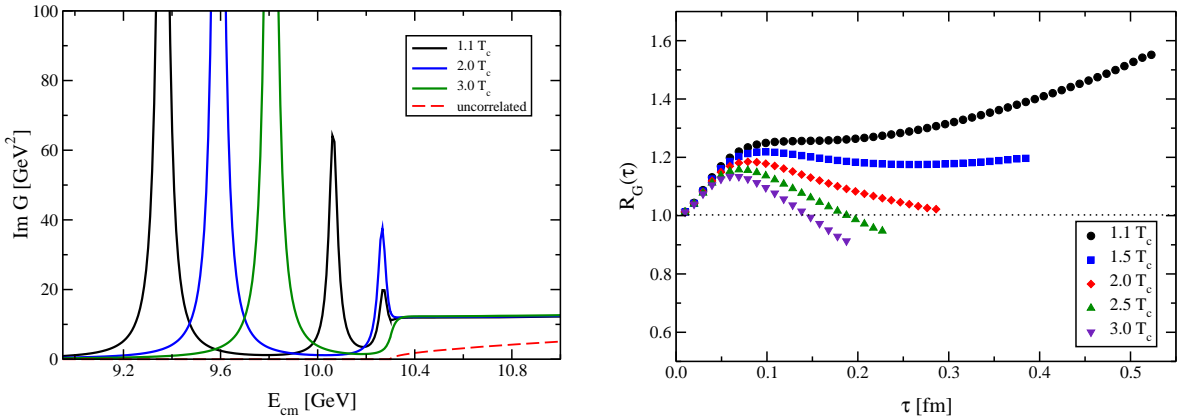 100
80
60
40
20
0
Im G [GeV²]
9.2
9.6
10.0
10.4
10.8
E_cm [GeV]
1.1 T_c
2.0 T_c
3.0 T_c
uncorrelated
1.6
1.4
1.2
1.0
0.8
0.6
R_G(τ)
0.0
0.1
0.2
0.3
0.4
0.5
τ [fm]
1.1 T_c
1.5 T_c
2.0 T_c
2.5 T_c
3.0 T_c